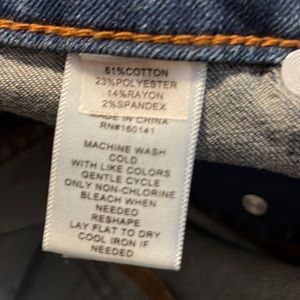 61%COTTON
23%POLYESTER
14%RAYON
2%SPANDEX
MADE IN CHINA
RN#160141
MACHINE WASH
COLD
WITH LIKE COLORS
GENTLE CYCLE
ONLY NON-CHLORINE
BLEACH WHEN
NEEDED
RESHAPE
LAY FLAT TO DRY
COOL IRON IF
NEEDED